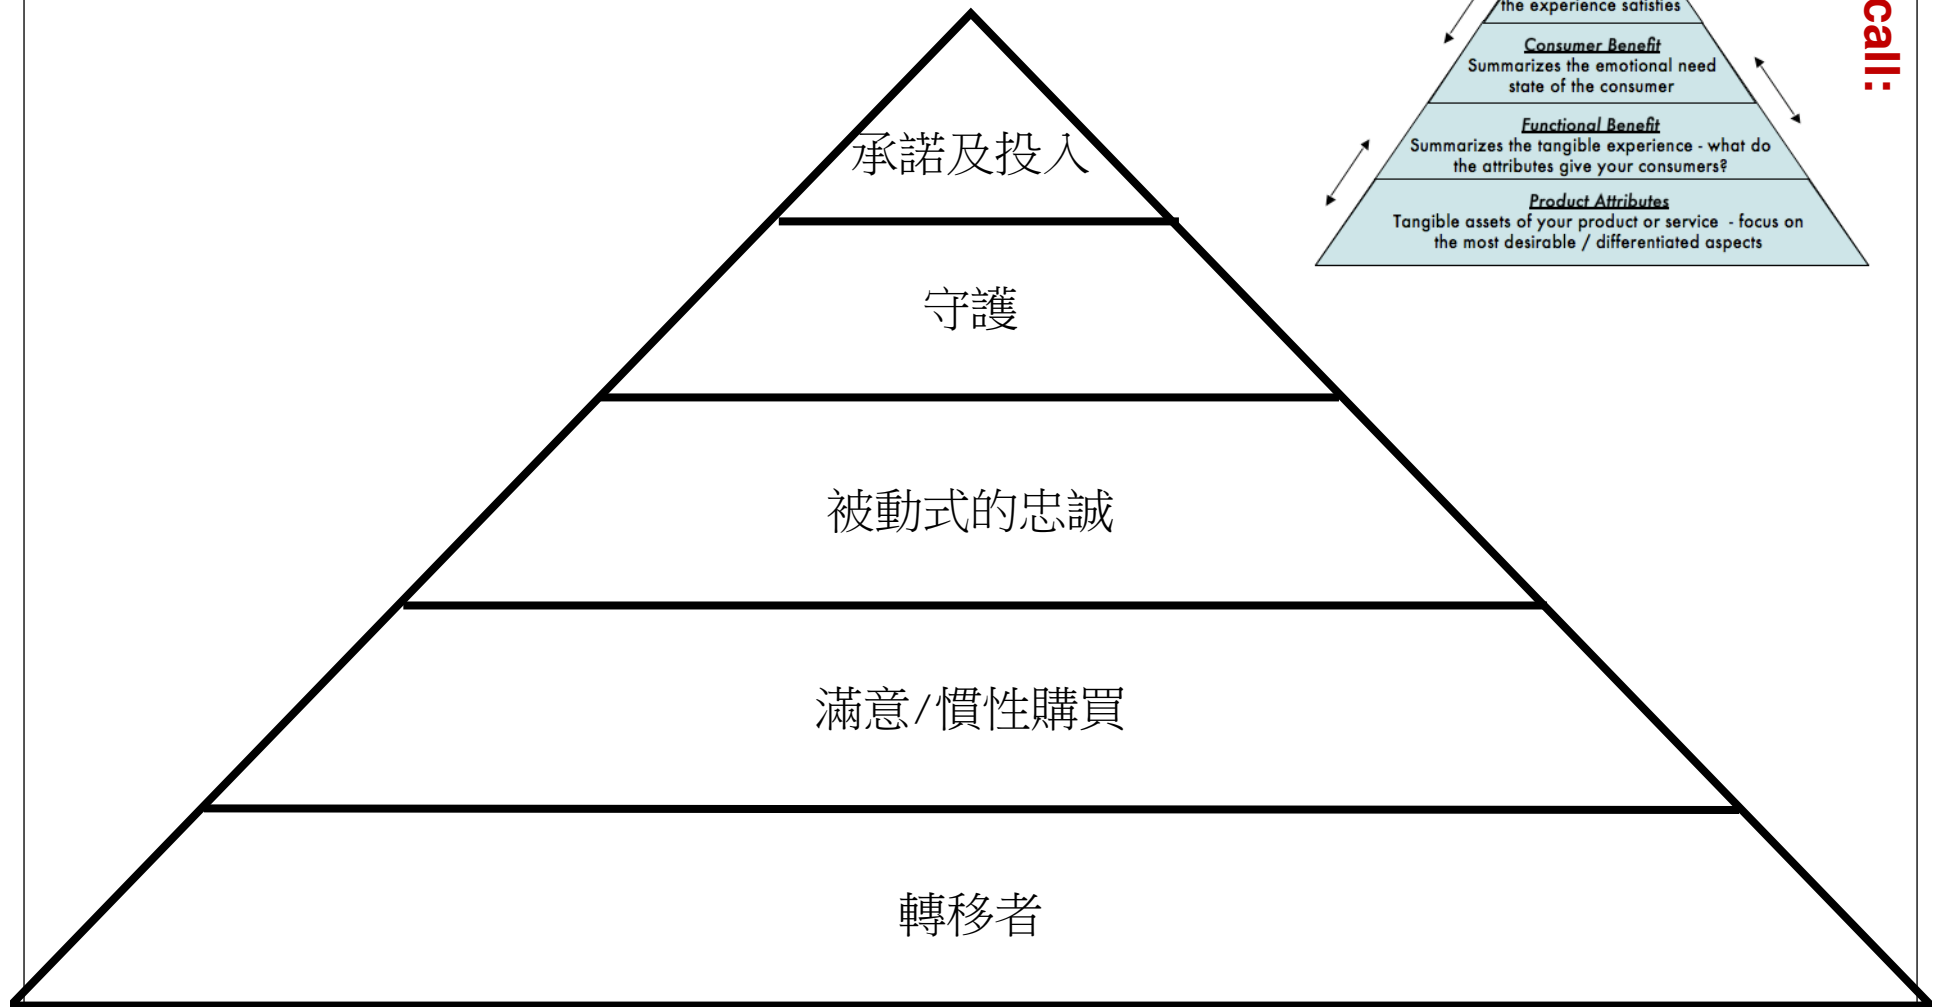 承諾及投入
守護
被動式的忠誠
滿意/慣性購買
轉移者
the experience satisfies
Consumer Benefit
Summarizes the emotional need
state of the consumer
Functional Benefit
Summarizes the tangible experience - what do
the attributes give your consumers?
Product Attributes
Tangible assets of your product or service - focus on
the most desirable / differentiated aspects
call: